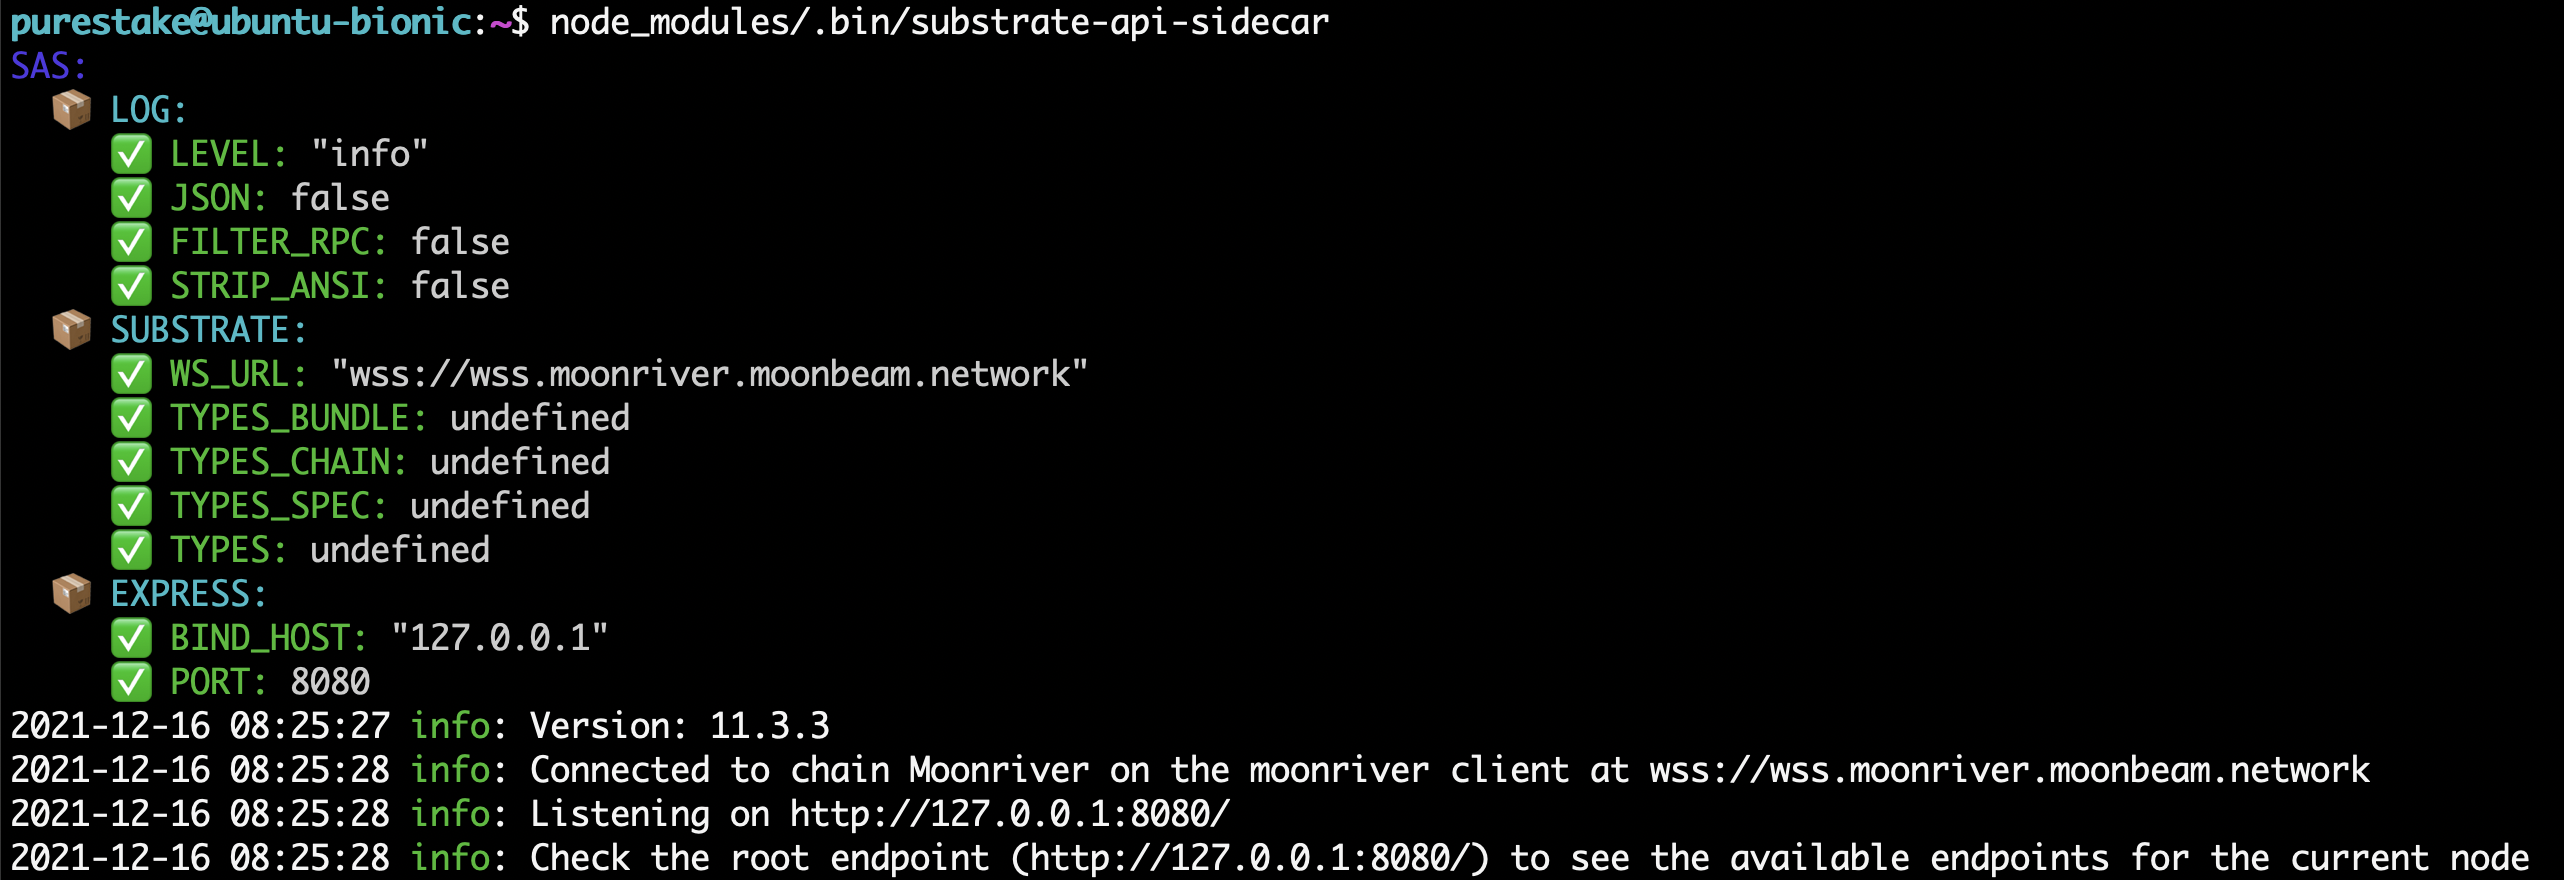 purestake@ubuntu-bionic:~$ node_modules/.bin/substrate-api-sidecar
SAS:
📦 LOG:
✅ LEVEL: "info"
✅ JSON: false
✅ FILTER_RPC: false
✅ STRIP_ANSI: false
📦 SUBSTRATE:
✅ WS_URL: "wss://wss.moonriver.moonbeam.network"
✅ TYPES_BUNDLE: undefined
✅ TYPES_CHAIN: undefined
✅ TYPES_SPEC: undefined
✅ TYPES: undefined
📦 EXPRESS:
✅ BIND_HOST: "127.0.0.1"
✅ PORT: 8080
2021-12-16 08:25:27 info: Version: 11.3.3
2021-12-16 08:25:28 info: Connected to chain Moonriver on the moonriver client at wss://wss.moonriver.moonbeam.network
2021-12-16 08:25:28 info: Listening on http://127.0.0.1:8080/
2021-12-16 08:25:28 info: Check the root endpoint (http://127.0.0.1:8080/) to see the available endpoints for the current node